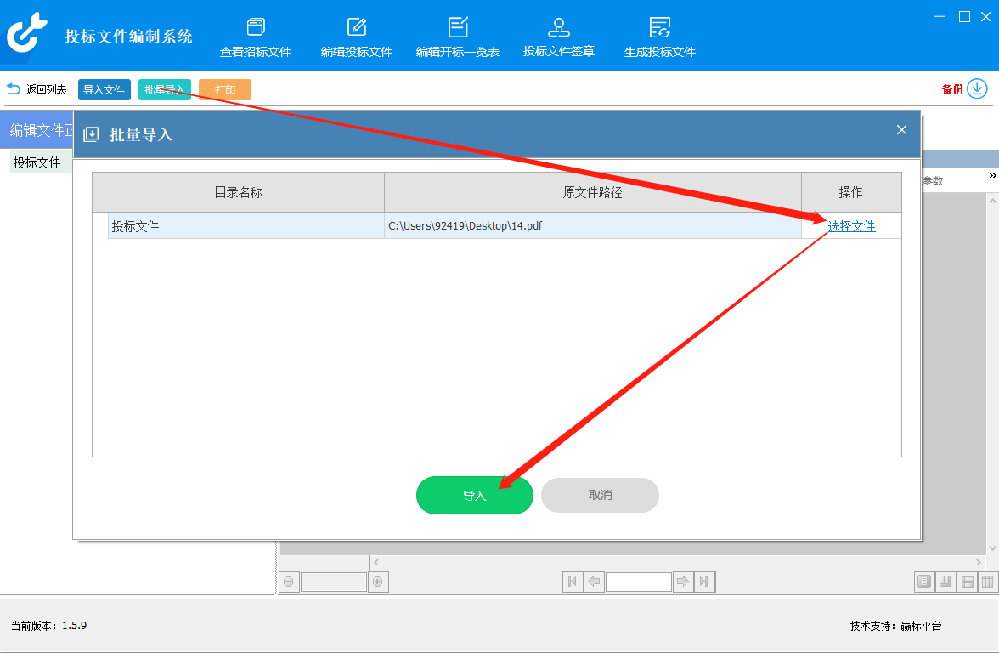 投标文件编制系统
查看招标文件
编辑投标文件
编辑开标一览表
投标文件签章
生成投标文件
返回列表
导入文件
批量导入
打印
备份
编辑文件正
批量导入
投标文件
参数
目录名称
原文件路径
操作
投标文件
C:\Users\92419\Desktop\14.pdf
选择文件
导入
取消
当前版本：1.5.9
技术支持：赢标平台